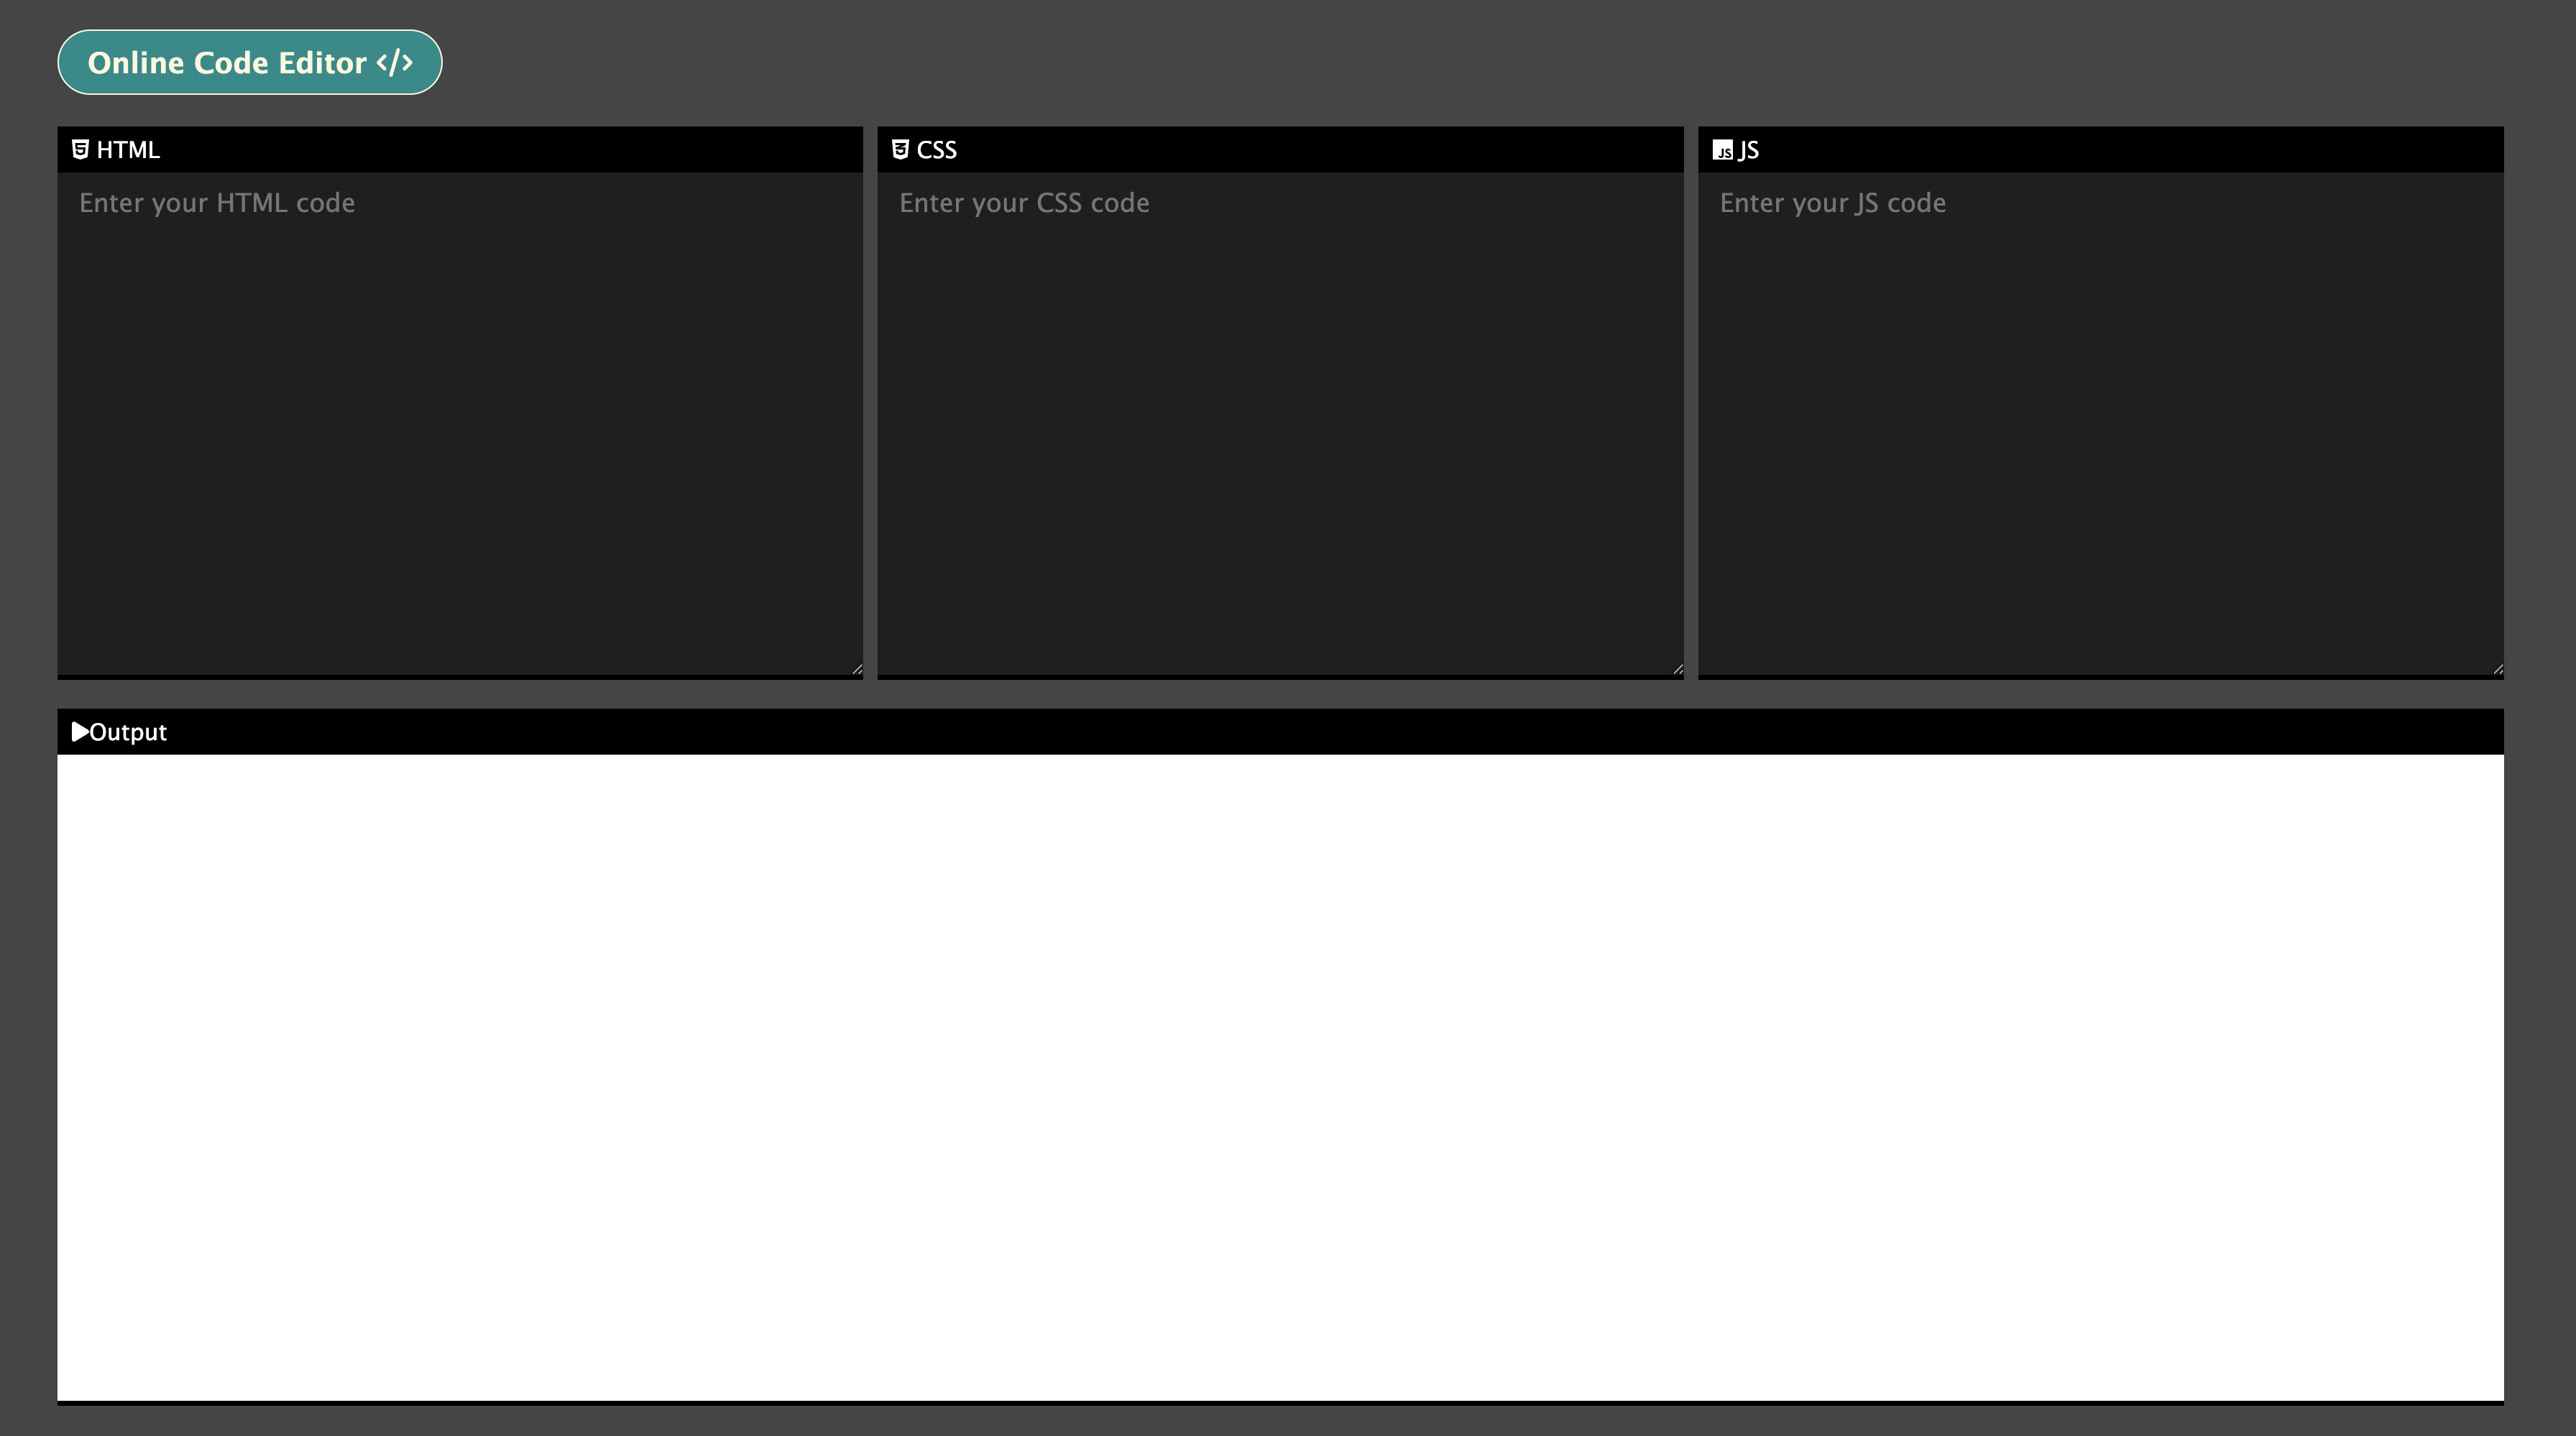 Online Code Editor </>
HTML
CSS
JS JS
Enter your HTML code
Enter your CSS code
Enter your JS code
Output